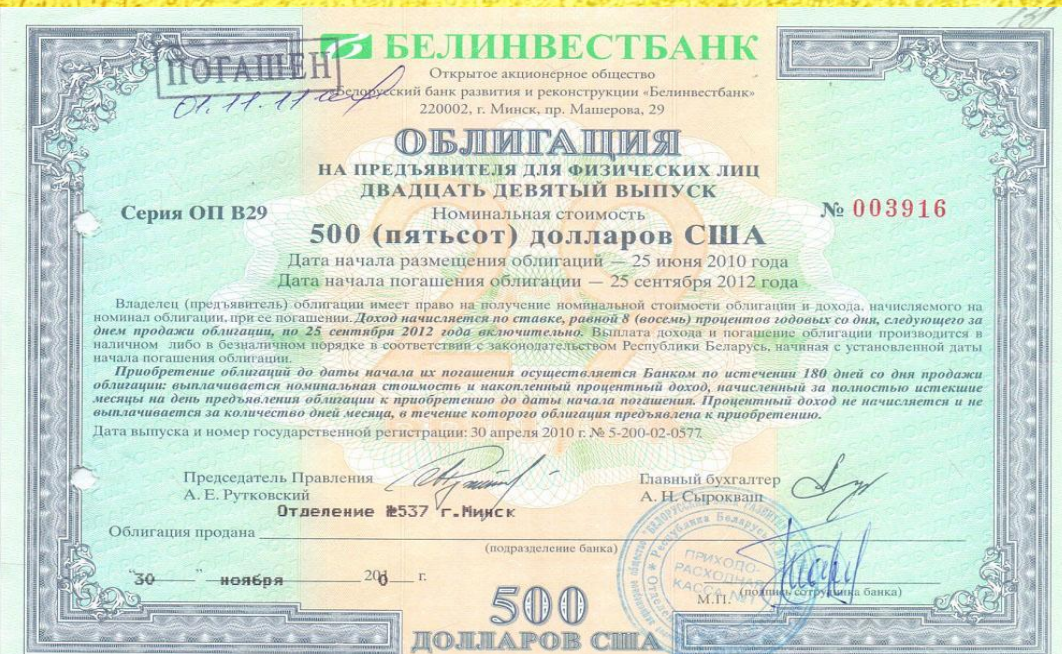 БЕЛИНВЕСТБАНК
ПОГАШЕН
Открытое акционерное общество
01.11.11
«Белорусский банк развития и реконструкции «Белинвестбанк»
220002, г. Минск, пр. Машерова, 29
ОБЛИГАЦИЯ
НА ПРЕДЪЯВИТЕЛЯ ДЛЯ ФИЗИЧЕСКИХ ЛИЦ
ДВАДЦАТЬ ДЕВЯТЫЙ ВЫПУСК
Серия ОП В29
№ 003916
Номинальная стоимость
500 (пятьсот) долларов США
Дата начала размещения облигаций — 25 июня 2010 года
Дата начала погашения облигации — 25 сентября 2012 года
Владелец (предъявитель) облигации имеет право на получение номинальной стоимости облигации и дохода, начисляемого на
номинал облигации, при ее погашении. Доход начисляется по ставке, равной 8 (восемь) процентов годовых со дня, следующего за
днем продажи облигации, по 25 сентября 2012 года включительно. Выплата дохода и погашение облигации производится в
наличном либо в безналичном порядке в соответствии с законодательством Республики Беларусь, начиная с установленной даты
начала погашения облигации.
Приобретение облигаций до даты начала их погашения осуществляется Банком по истечении 180 дней со дня продажи
облигации: выплачивается номинальная стоимость и накопленный процентный доход, начисленный за полностью истекшие
месяцы на день предъявления облигации к приобретению до даты начала погашения. Процентный доход не начисляется и не
выплачивается за количество дней месяца, в течение которого облигация предъявлена к приобретению.
Дата выпуска и номер государственной регистрации: 30 апреля 2010 г. № 5-200-02-0577
Председатель Правления
А. Е. Рутковский
Главный бухгалтер
А. Н. Сырокваш
Отделение №537 г.Минск
Облигация продана
(подразделение банка)
Республика Беларусь
ПРИХОДО-
РАСХОДНАЯ
КАССА №1
"30" ноября 2010 г.
М.П. (подпись сотрудника банка)
500
ДОЛЛАРОВ США